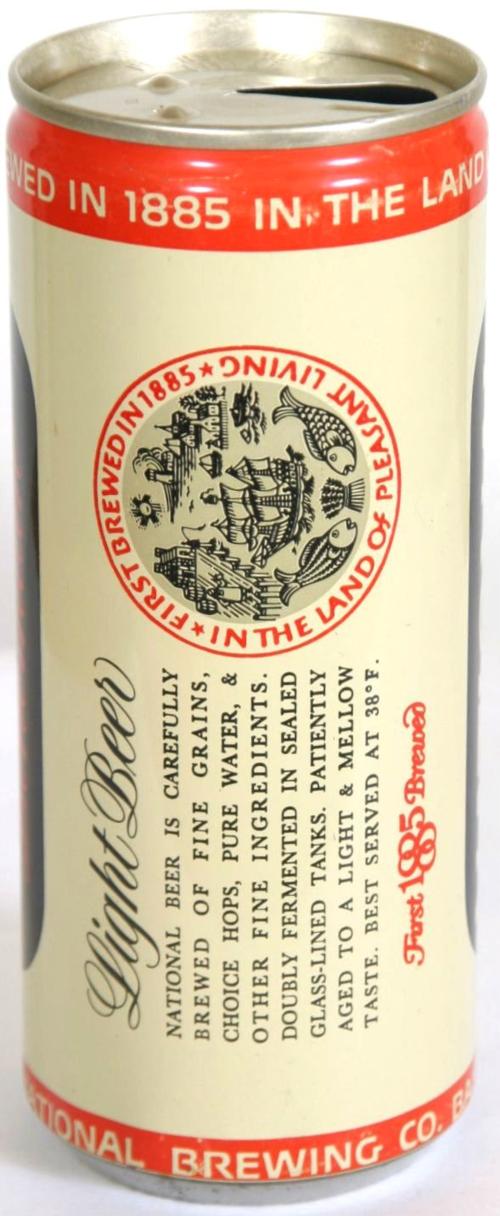 WED IN 1885 IN THE LAND
★ FIRST BREWED IN 1885 ★ IN THE LAND OF PLEASANT LIVING
Light Beer
NATIONAL BEER IS CAREFULLY
BREWED OF FINE GRAINS,
CHOICE HOPS, PURE WATER, &
OTHER FINE INGREDIENTS.
DOUBLY FERMENTED IN SEALED
GLASS-LINED TANKS. PATIENTLY
AGED TO A LIGHT & MELLOW
TASTE. BEST SERVED AT 38°F.
First 1885 Brewed
TIONAL BREWING CO. BA